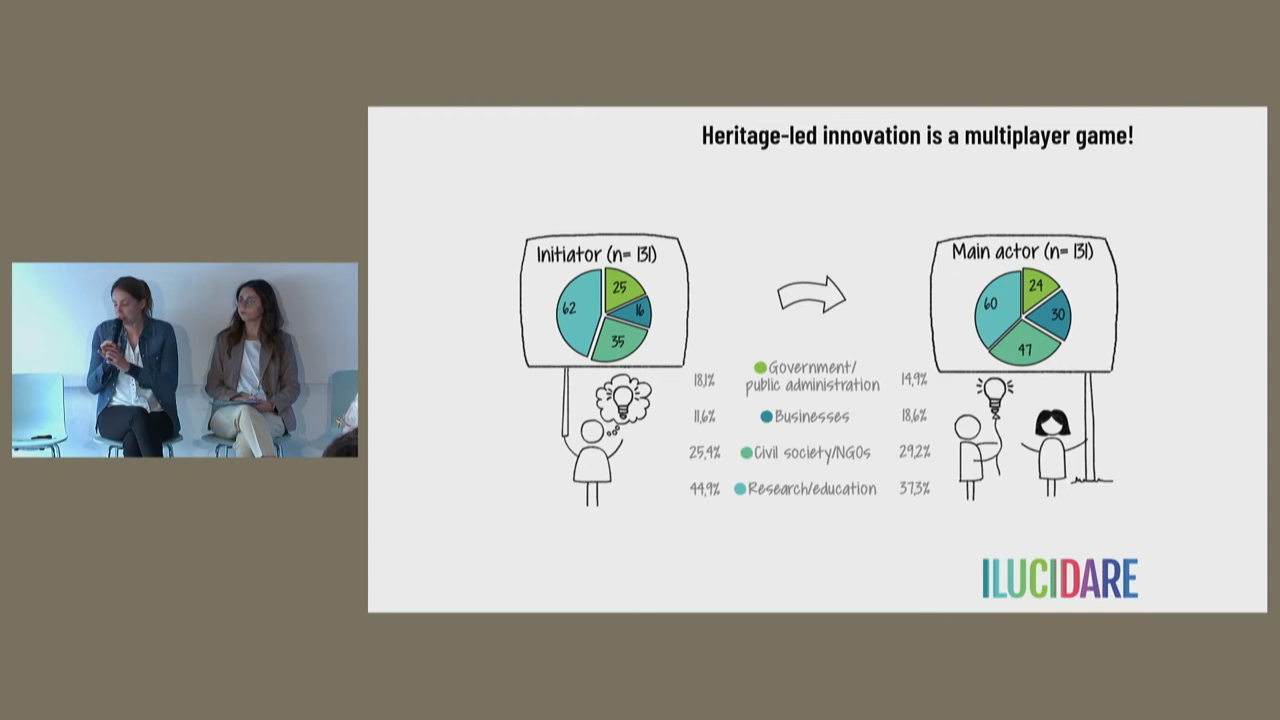 Heritage-led innovation is a multiplayer game!
Initiator (n= 131)
25
16
35
62
Main actor (n= 131)
24
30
47
60
18,1%
Government/
public administration
14,9%
11,6%
Businesses
18,6%
25,4%
Civil society/NGOs
29,2%
44,9%
Research/education
37,3%
ILUCIDARE